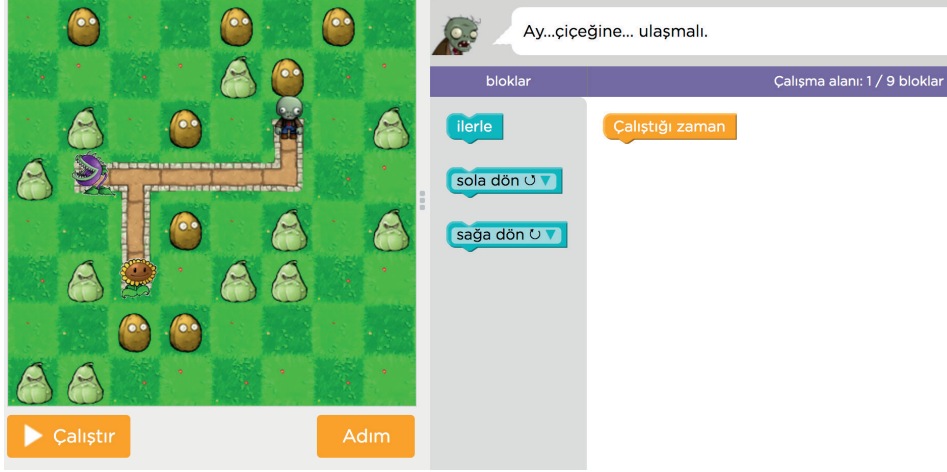 Ay...çiçeğine... ulaşmalı.
bloklar
Çalışma alanı: 1 / 9 bloklar
ilerle
Çalıştığı zaman
sola dön ↺ ▼
sağa dön ↻ ▼
Çalıştır
Adım